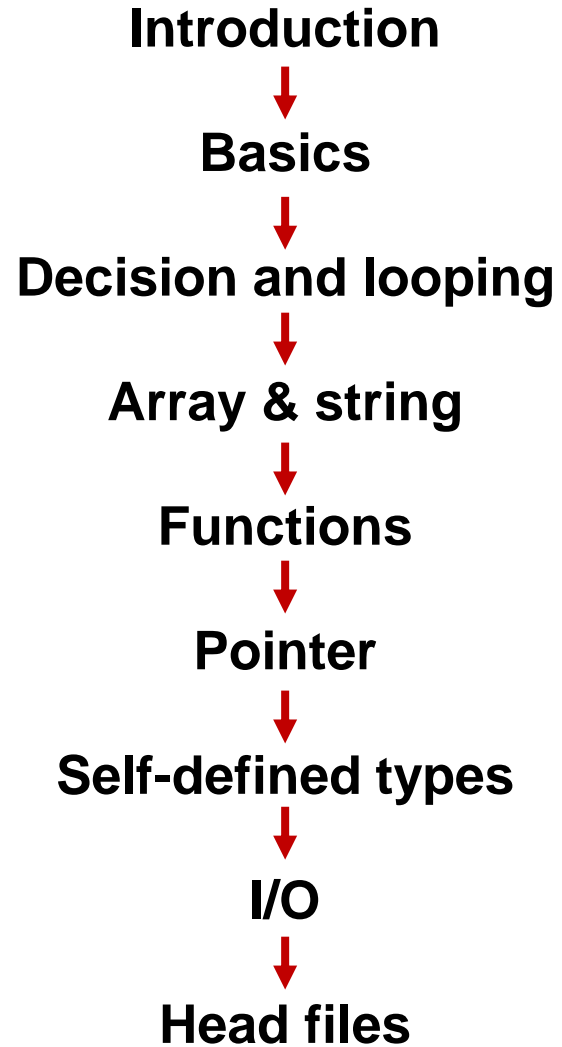 Introduction
Basics
Decision and looping
Array & string
Functions
Pointer
Self-defined types
I/O
Head files